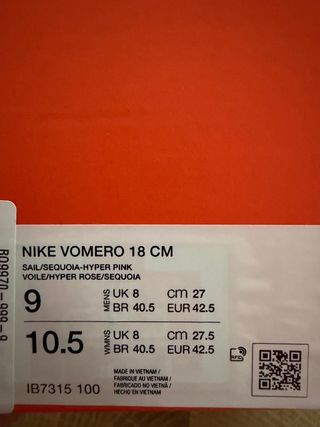 NIKE VOMERO 18 CM
SAIL/SEQUOIA-HYPER PINK
VOILE/HYPER ROSE/SEQUOIA
9 MENS UK 8 cm 27
BR 40.5 EUR 42.5
10.5 WMNS UK 8 cm 27.5
BR 40.5 EUR 42.5
IB7315 100
MADE IN VIETNAM /
FABRIQUÉ AU VIETNAM /
FABRICADO NO VIETNÃ /
HECHO EN VIETNAM
RFID